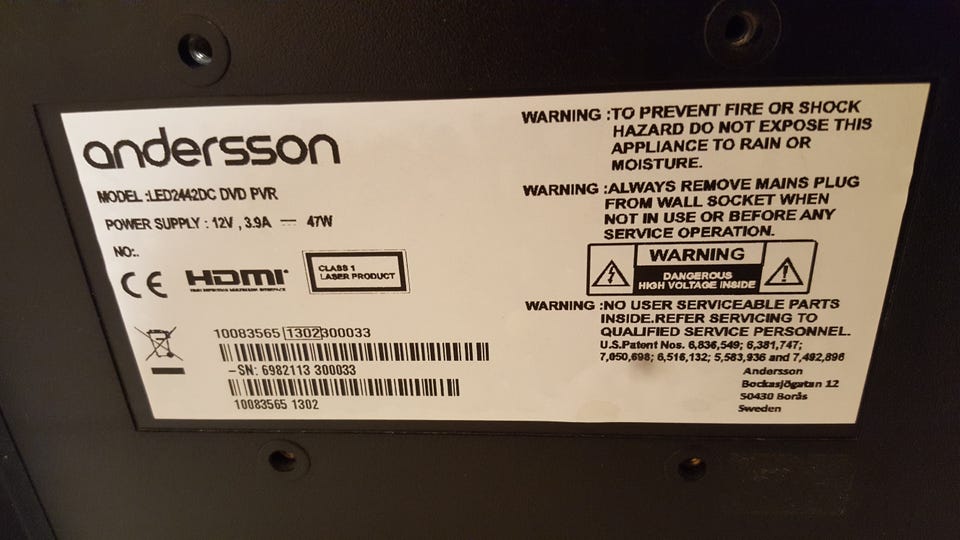 andersson
MODEL :LED2442DC DVD PVR
POWER SUPPLY : 12V , 3.9A ⎓ 47W
NO:.
CE HDMI
CLASS 1
LASER PRODUCT
10083565 1302 300033
–SN: 6982113 300033
10083565 1302
WARNING :TO PREVENT FIRE OR SHOCK
HAZARD DO NOT EXPOSE THIS
APPLIANCE TO RAIN OR
MOISTURE.
WARNING :ALWAYS REMOVE MAINS PLUG
FROM WALL SOCKET WHEN
NOT IN USE OR BEFORE ANY
SERVICE OPERATION.
WARNING
DANGEROUS
HIGH VOLTAGE INSIDE
WARNING :NO USER SERVICEABLE PARTS
INSIDE.REFER SERVICING TO
QUALIFIED SERVICE PERSONNEL.
U.S.Patent Nos. 6,836,549; 6,381,747;
7,050,698; 6,516,132; 5,583,936 and 7,492,896
Andersson
Bockasjögatan 12
50430 Borås
Sweden